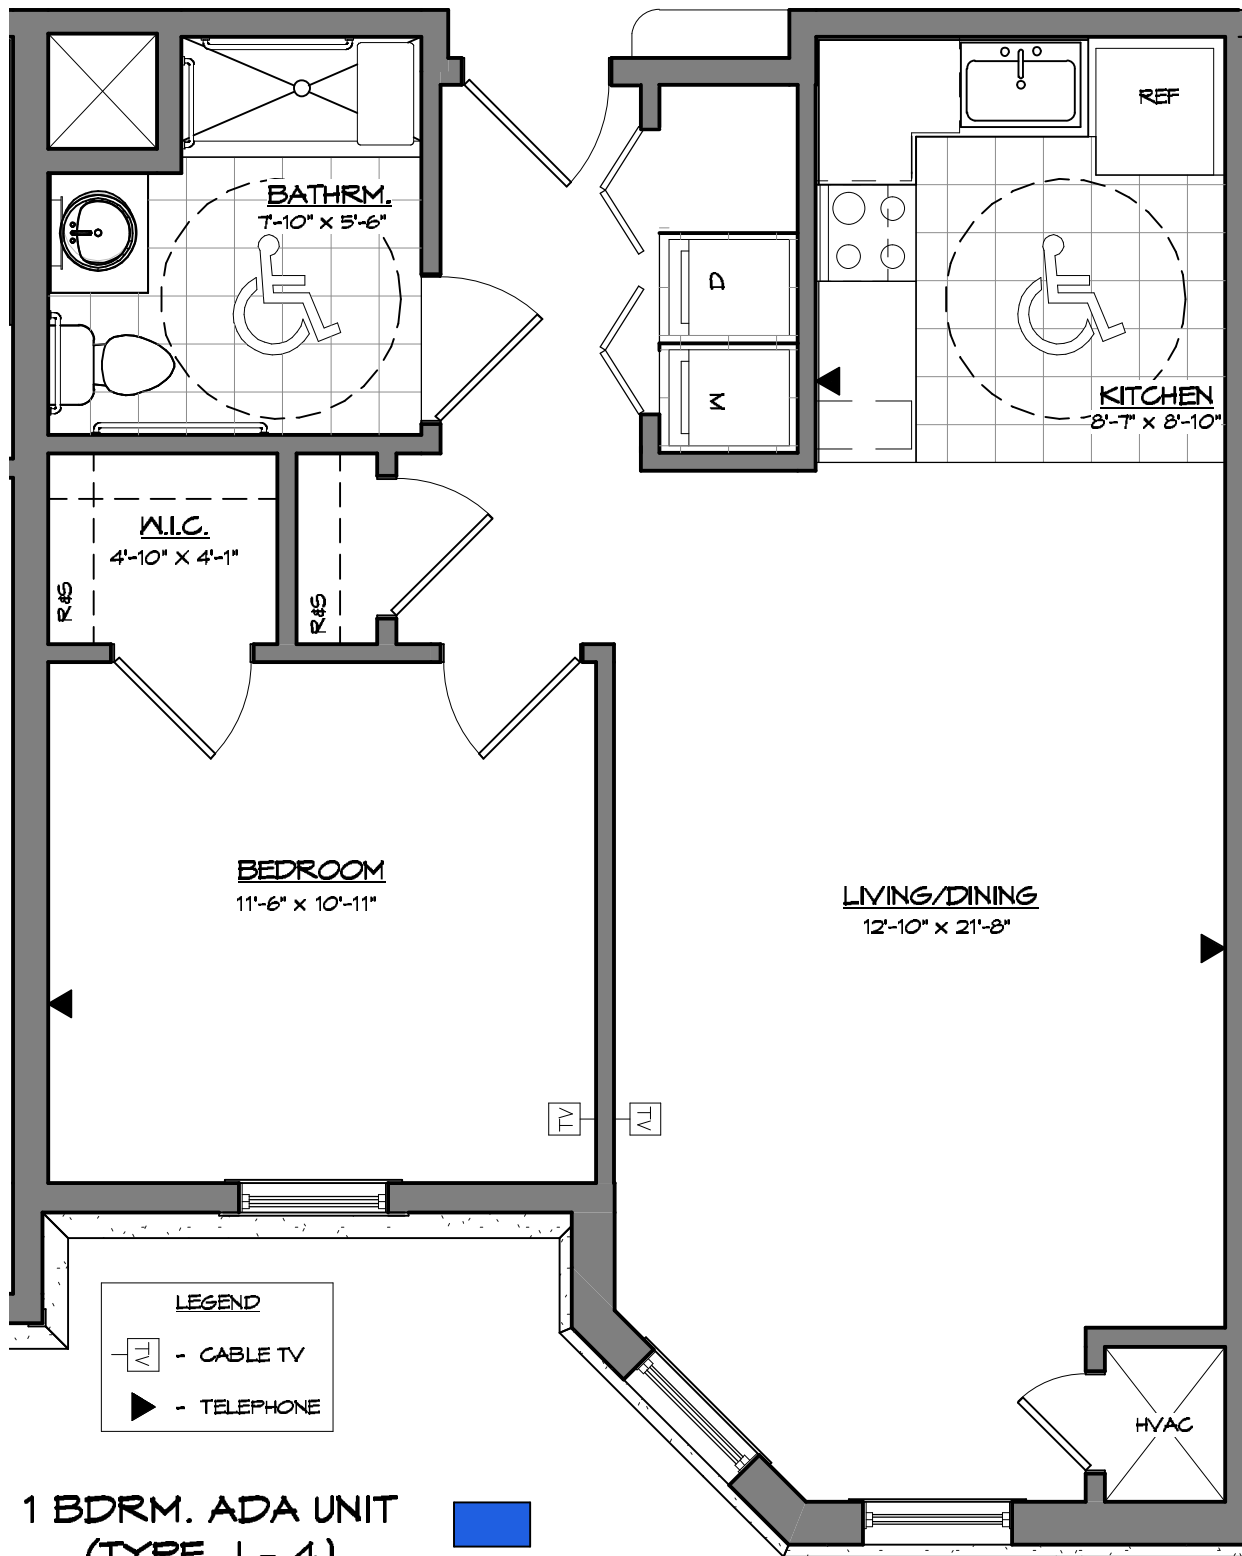 REF
BATHRM.
7'-10" X 5'-6"
D
M
KITCHEN
8'-7" X 8'-10"
W.I.C.
4'-10" X 4'-1"
R&S
R&S
BEDROOM
11'-6" X 10'-11"
LIVING/DINING
12'-10" X 21'-8"
TV
TV
LEGEND
TV - CABLE TV
- TELEPHONE
HVAC
1 BDRM. ADA UNIT
(TYPE J-4)